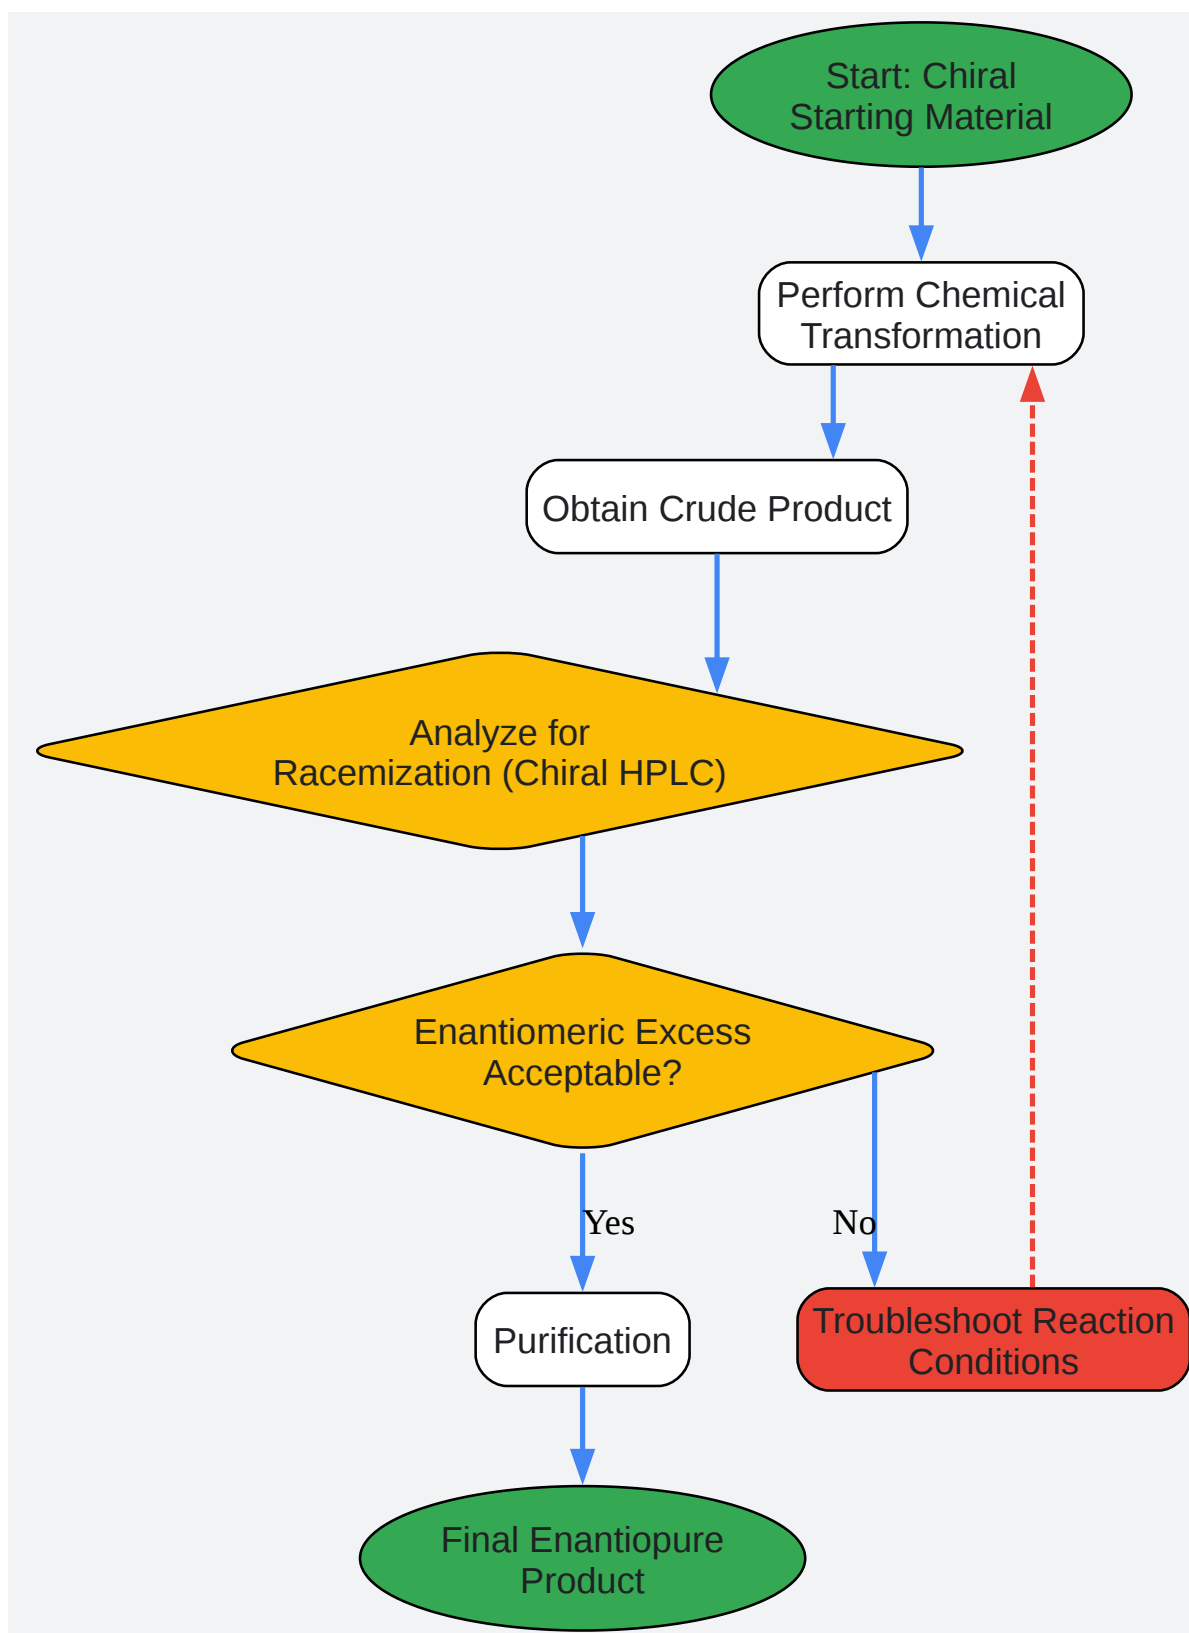 Start: Chiral
Starting Material
Perform Chemical
Transformation
Obtain Crude Product
Analyze for
Racemization (Chiral HPLC)
Enantiomeric Excess
Acceptable?
Yes
No
Purification
Troubleshoot Reaction
Conditions
Final Enantiopure
Product